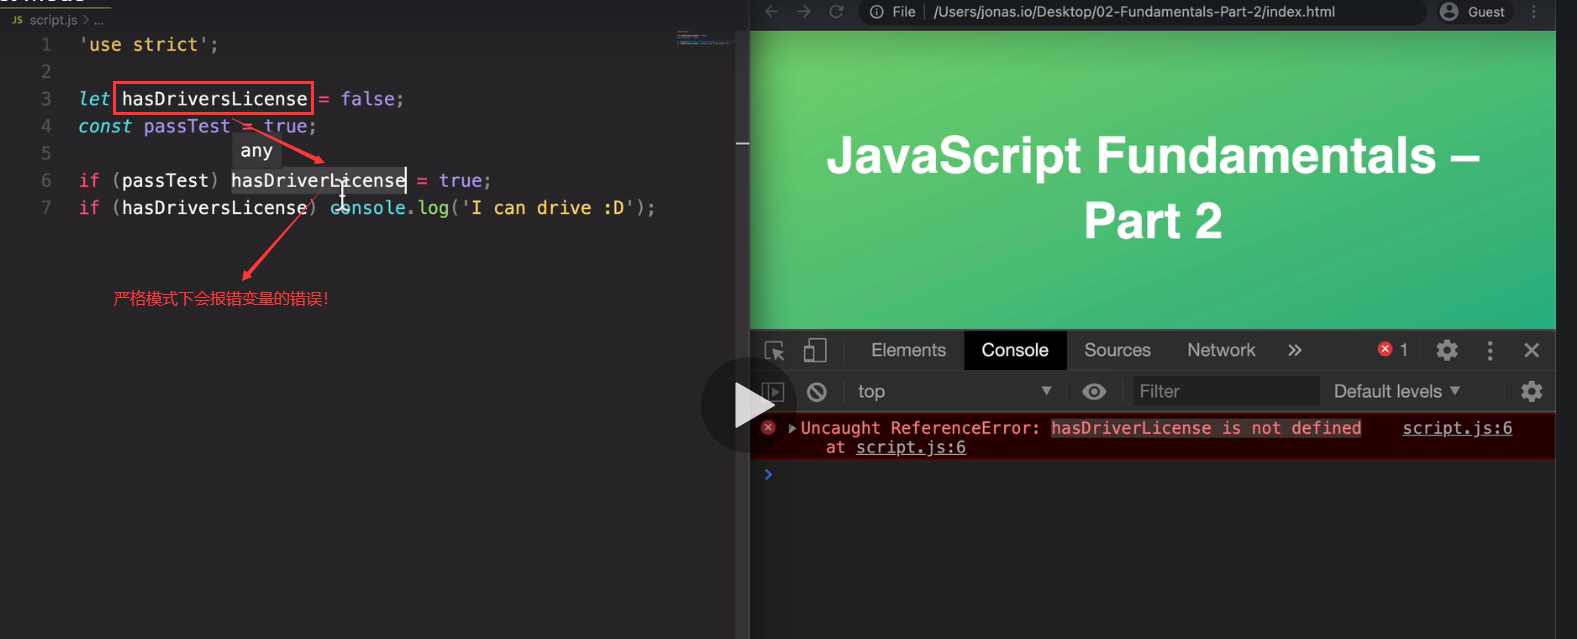 JS script.js > ...
1 'use strict';
2
3 let hasDriversLicense = false;
4 const passTest = true;
5
any
6 if (passTest) hasDriverLicense = true;
7 if (hasDriversLicense) console.log('I can drive :D');
严格模式下会报错变量的错误！
File /Users/jonas.io/Desktop/02-Fundamentals-Part-2/index.html Guest
JavaScript Fundamentals –
Part 2
Elements Console Sources Network » 1
top Filter Default levels
Uncaught ReferenceError: hasDriverLicense is not defined script.js:6
at script.js:6